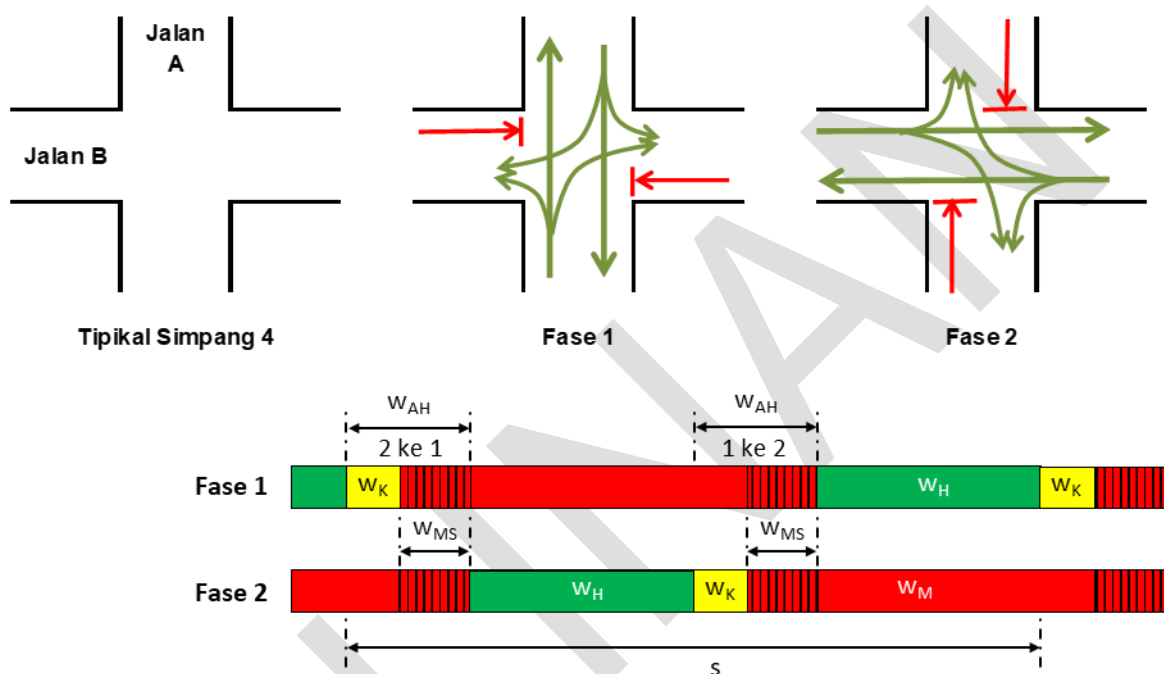 Jalan
A
Jalan B
Tipikal Simpang 4
Fase 1
Fase 2
WAH
WAH
2 ke 1
1 ke 2
Fase 1
WK
WH
WK
WMS
WMS
Fase 2
WH
WK
WM
s